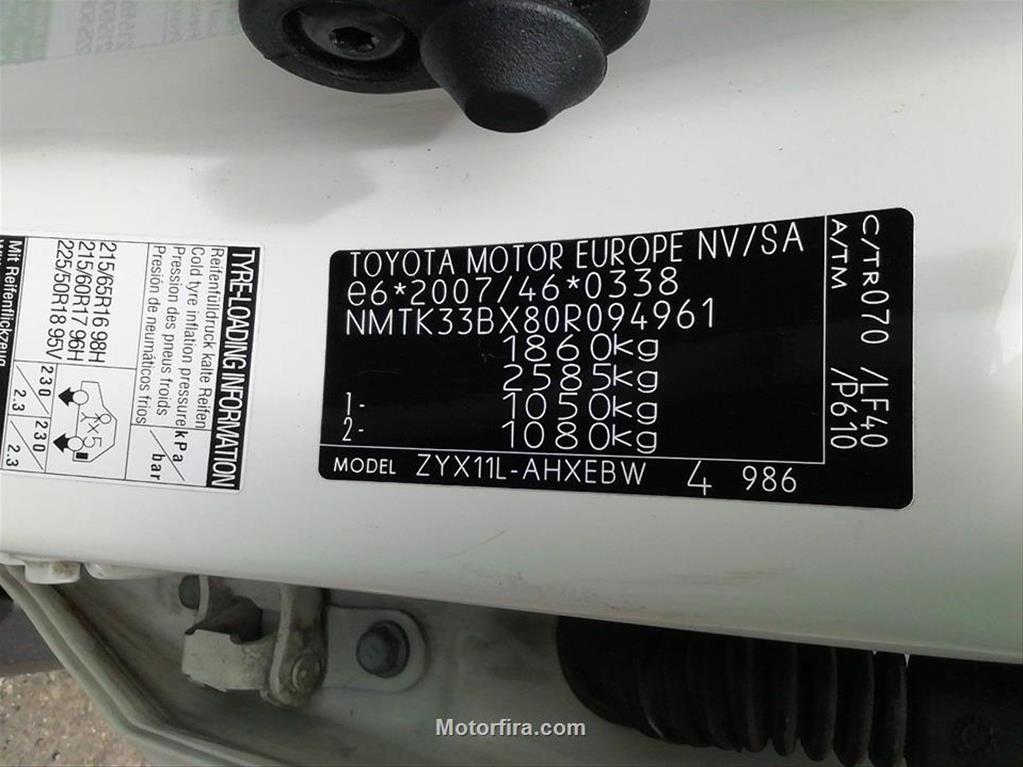 TOYOTA MOTOR EUROPE NV/SA
e6*2007/46*0338
NMTK33BX80R094961
1860kg
2585kg
1- 1050kg
2- 1080kg
MODEL ZYX11L-AHXEBW 4 986
C/TR070 /LF40
A/TM /P610
TYRE-LOADING INFORMATION
Reifenfülldruck kalte Reifen
Cold tyre inflation pressure
Pression des pneus froids
Presión de neumáticos frios
kPa/bar
215/65R16 98H
215/60R17 96H
225/50R18 95V
x5
230/2.3
230/2.3
Mit Reifenflickzeug
Motorfira.com